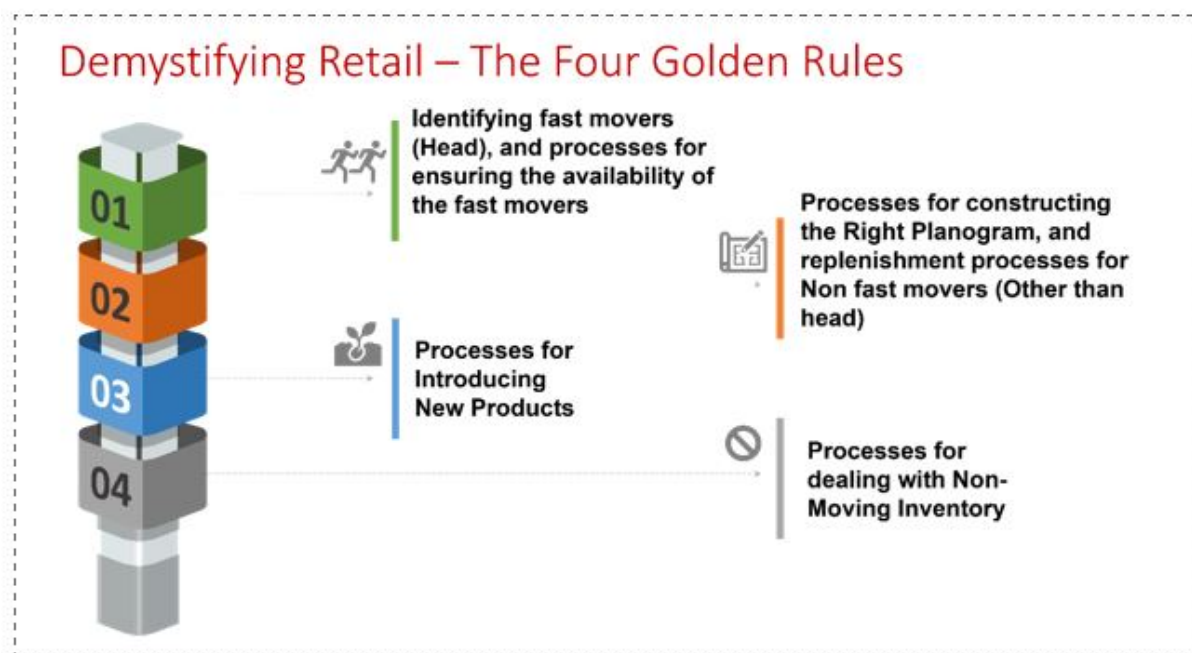 Demystifying Retail – The Four Golden Rules
01
Identifying fast movers
(Head), and processes for
ensuring the availability of
the fast movers
02
Processes for constructing
the Right Planogram, and
replenishment processes for
Non fast movers (Other than
head)
03
Processes for
Introducing
New Products
04
Processes for
dealing with Non-
Moving Inventory